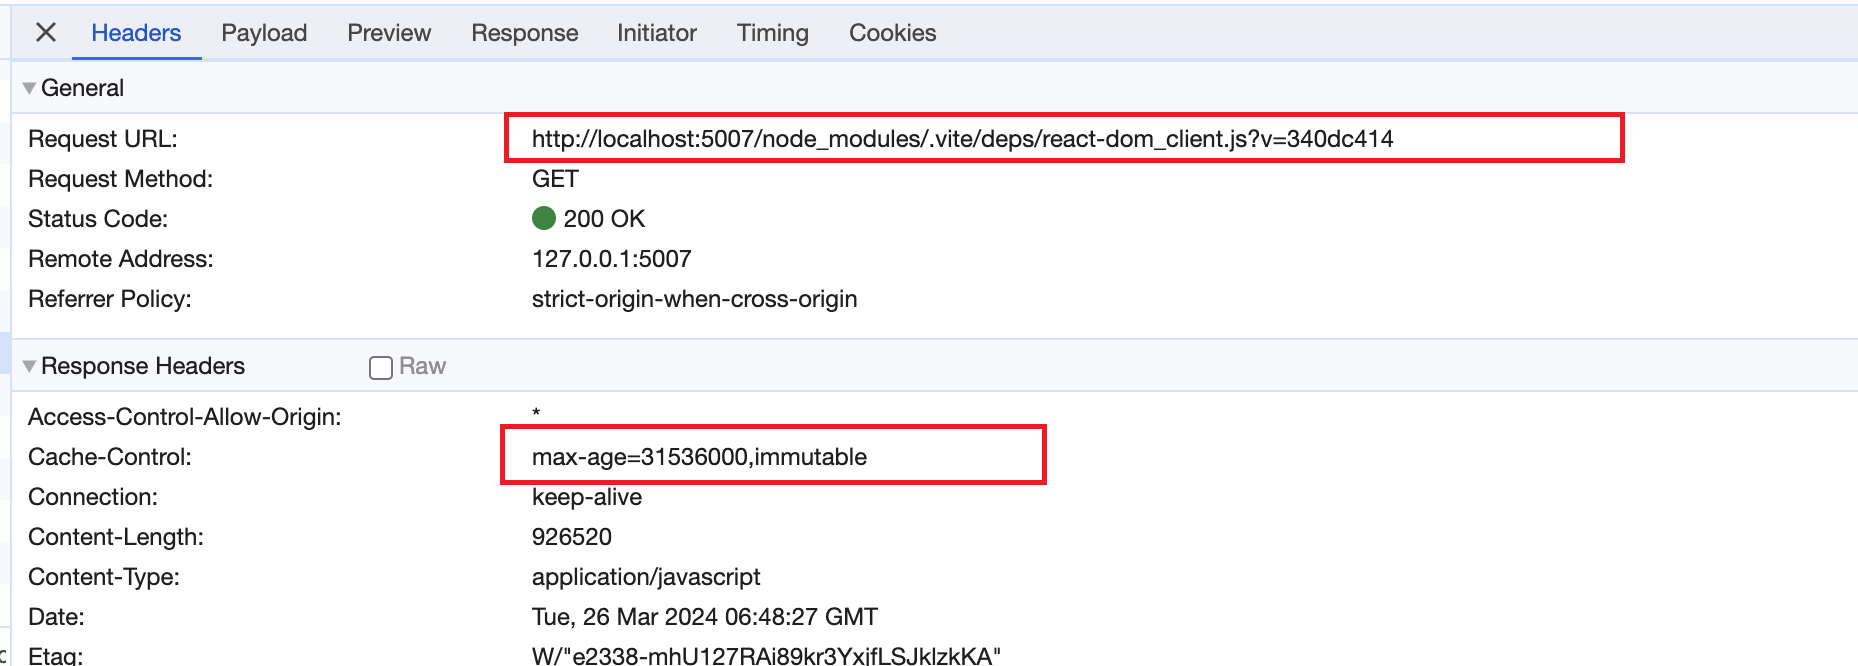 Headers Payload Preview Response Initiator Timing Cookies
General
Request URL: http://localhost:5007/node_modules/.vite/deps/react-dom_client.js?v=340dc414
Request Method: GET
Status Code: 200 OK
Remote Address: 127.0.0.1:5007
Referrer Policy: strict-origin-when-cross-origin
Response Headers Raw
Access-Control-Allow-Origin: *
Cache-Control: max-age=31536000,immutable
Connection: keep-alive
Content-Length: 926520
Content-Type: application/javascript
Date: Tue, 26 Mar 2024 06:48:27 GMT
Etag: W/"e2338-mhU127RAi89kr3YxjfLSJklzkKA"